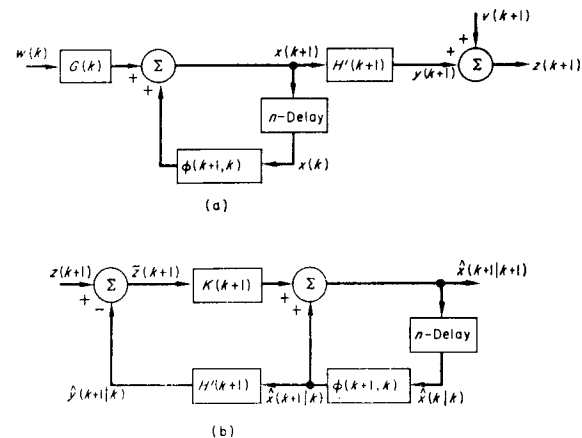 v(k+1)
w(k)
G(k)
+
Σ
+
x(k+1)
H'(k+1)
+
+
y(k+1)
Σ
z(k+1)
n-Delay
ϕ(k+1,k)
x(k)
(a)
z(k+1)
+
Σ
−
z̃(k+1)
K(k+1)
+
Σ
+
x̂(k+1|k+1)
n-Delay
ŷ(k+1|k)
H'(k+1)
x̂(k+1|k)
ϕ(k+1,k)
x̂(k|k)
(b)